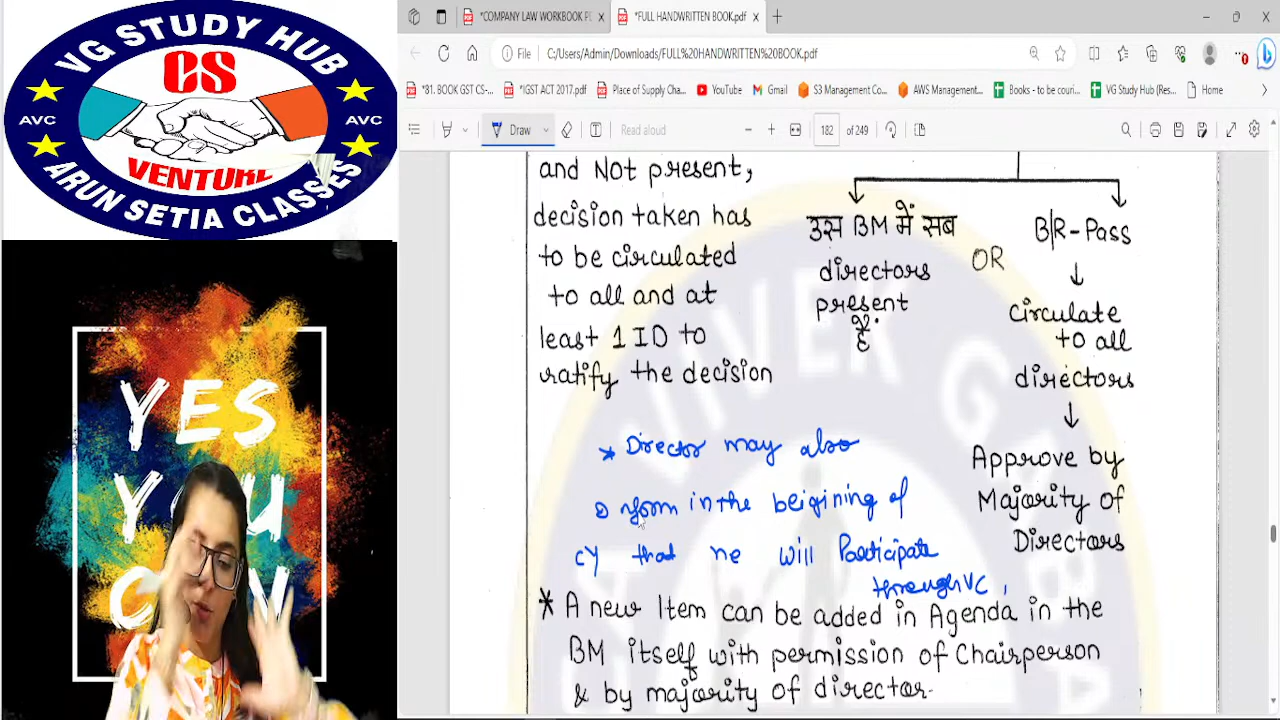 VG STUDY HUB
CS
AVC
AVC
VENTURE
ARUN SETIA CLASSES
YES
YOU
CAN
*COMPANY LAW WORKBOOK P
*FULL HANDWRITTEN BOOK.pdf
File
C:/Users/Admin/Downloads/FULL%20HANDWRITTEN%20BOOK.pdf
*81. BOOK GST CS-...
*IGST ACT 2017.pdf
Place of Supply Cha...
YouTube
Gmail
S3 Management Co...
AWS Management...
Books - to be couri...
VG Study Hub (Res...
Home
Draw
Read aloud
182 of 249
and NOT present,
decision taken has
to be circulated
to all and at
least 1 ID to
ratify the decision
उस BM में सब
directors
present
हैं
OR
B/R-Pass
Circulate
to all
directors
Approve by
Majority of
Directors
* Director may also
in the beigining of
CY that he will Participate
through VC,
* A new Item can be added in Agenda in the
BM itself with permission of Chairperson
& by majority of director.